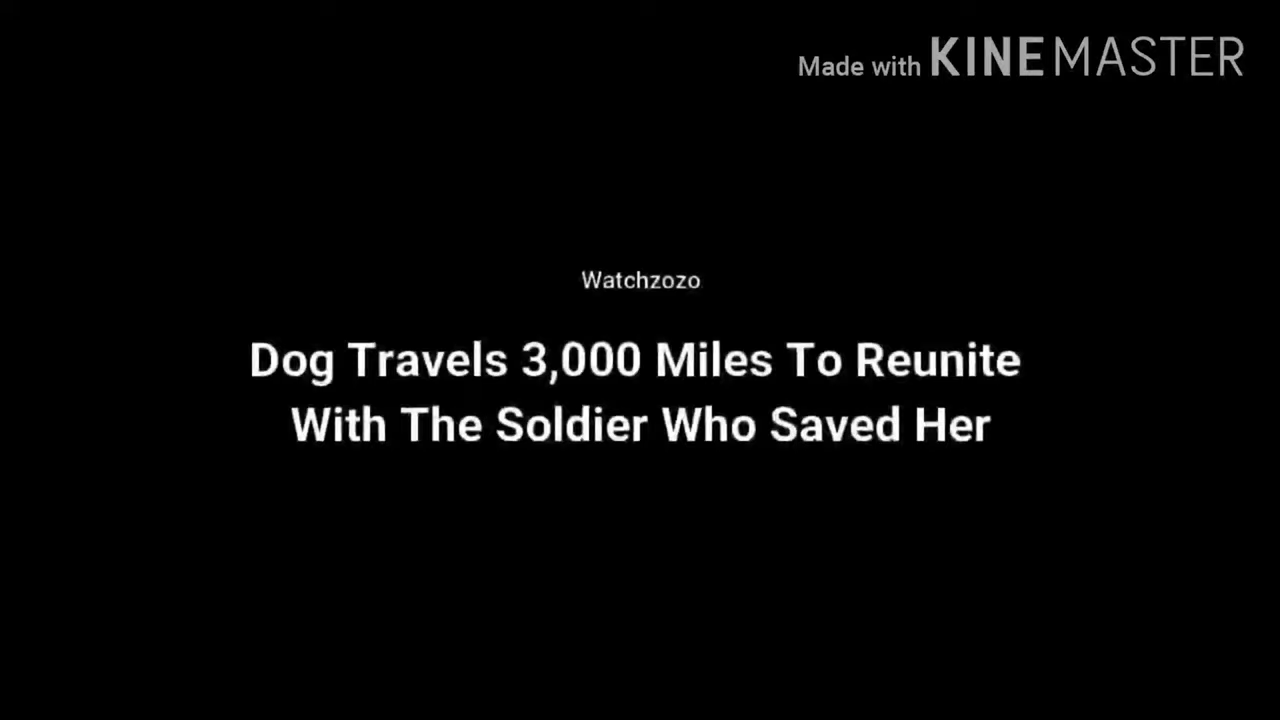 Made with KINEMASTER
Watchzozo
Dog Travels 3,000 Miles To Reunite
With The Soldier Who Saved Her